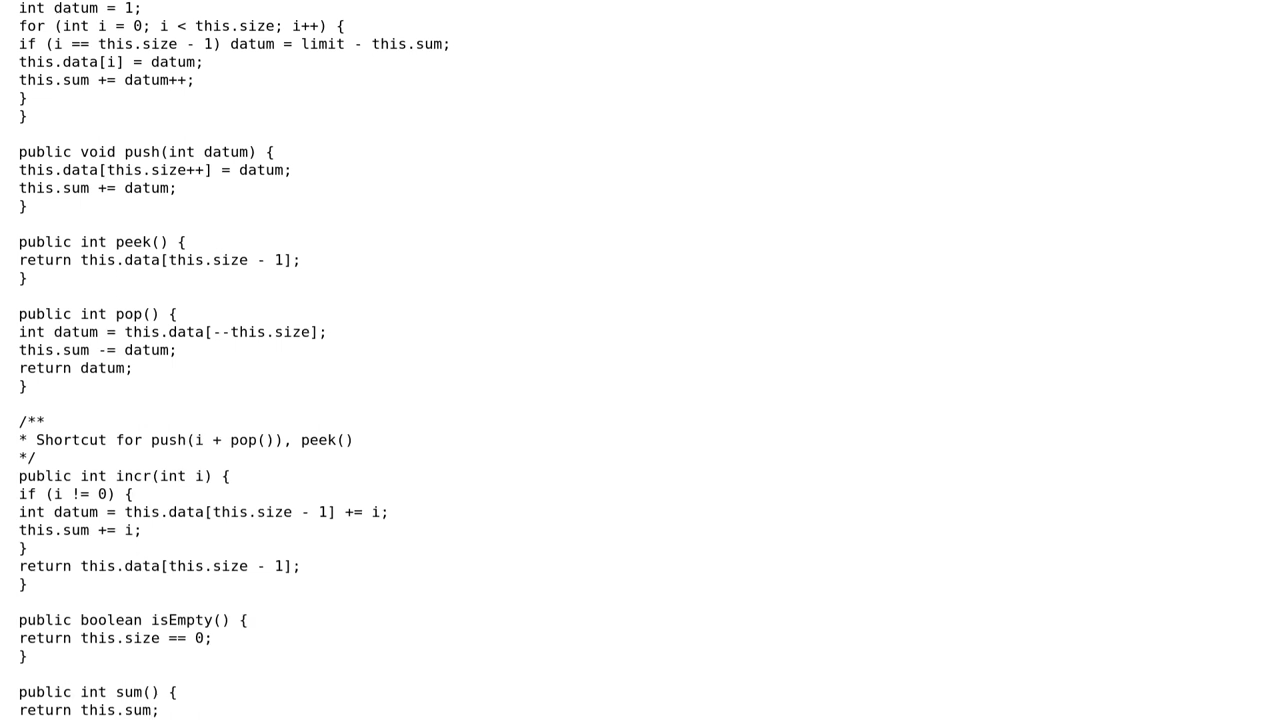 int datum = 1;
for (int i = 0; i < this.size; i++) {
if (i == this.size - 1) datum = limit - this.sum;
this.data[i] = datum;
this.sum += datum++;
}
}

public void push(int datum) {
this.data[this.size++] = datum;
this.sum += datum;
}

public int peek() {
return this.data[this.size - 1];
}

public int pop() {
int datum = this.data[--this.size];
this.sum -= datum;
return datum;
}

/**
* Shortcut for push(i + pop()), peek()
*/
public int incr(int i) {
if (i != 0) {
int datum = this.data[this.size - 1] += i;
this.sum += i;
}
return this.data[this.size - 1];
}

public boolean isEmpty() {
return this.size == 0;
}

public int sum() {
return this.sum;